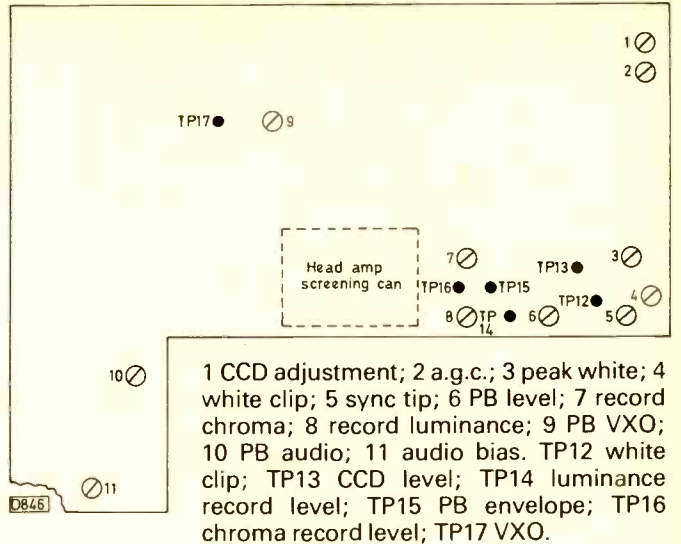 1
2
TP17 9
Head amp
screening can
7
TP13 3
TP16 TP15
TP12 4
8 TP
14
6 5
10
1 CCD adjustment; 2 a.g.c.; 3 peak white; 4
white clip; 5 sync tip; 6 PB level; 7 record
chroma; 8 record luminance; 9 PB VXO;
10 PB audio; 11 audio bias. TP12 white
clip; TP13 CCD level; TP14 luminance
record level; TP15 PB envelope; TP16
chroma record level; TP17 VXO.
11
D846